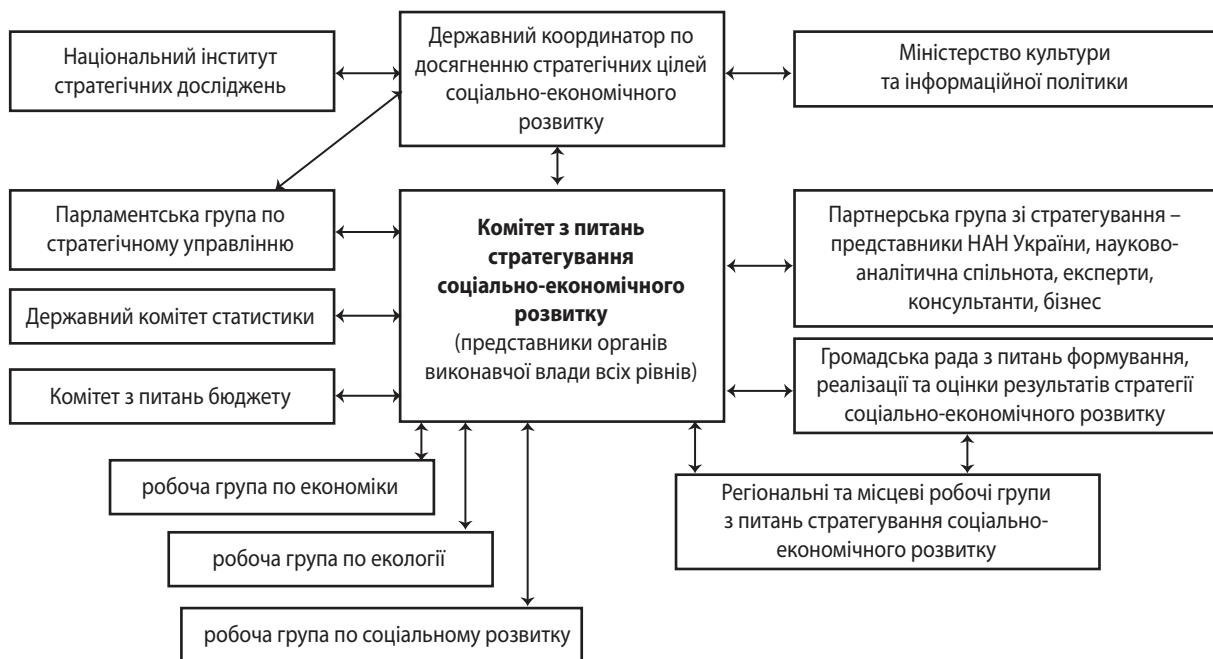 Національний інститут
стратегічних досліджень
Державний координатор по
досягненню стратегічних цілей
соціально-економічного
розвитку
Міністерство культури
та інформаційної політики
Парламентська група по
стратегічному управлінню
Державний комітет статистики
Комітет з питань бюджету
Комітет з питань
стратегування
соціально-економічного
розвитку
(представники органів
виконавчої влади всіх рівнів)
Партнерська група зі стратегування –
представники НАН України, науково-
аналітична спільнота, експерти,
консультанти, бізнес
Громадська рада з питань формування,
реалізації та оцінки результатів стратегії
соціально-економічного розвитку
робоча група по економіки
робоча група по екології
робоча група по соціальному розвитку
Регіональні та місцеві робочі групи
з питань стратегування соціально-
економічного розвитку